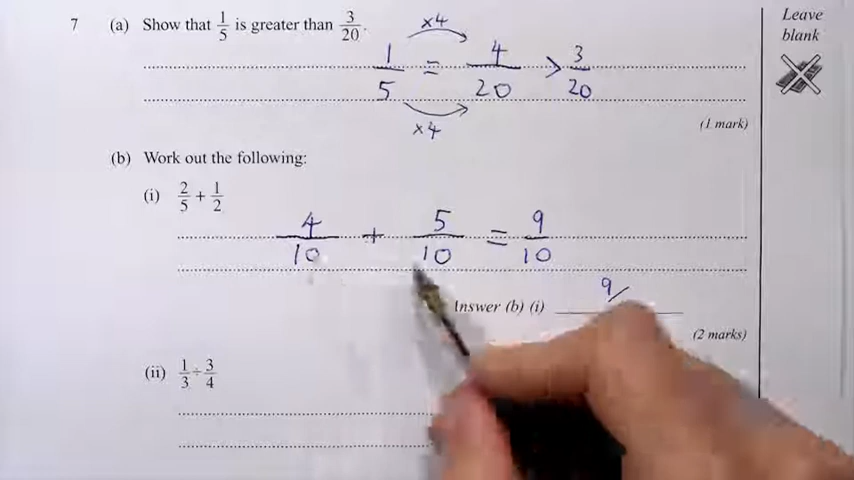 Leave
blank
7 (a) Show that 1/5 is greater than 3/20.
×4
1/5 = 4/20 > 3/20
×4
(1 mark)
(b) Work out the following:
(i) 2/5 + 1/2
4/10 + 5/10 = 9/10
Answer (b) (i) 9/
(2 marks)
(ii) 1/3 ÷ 3/4